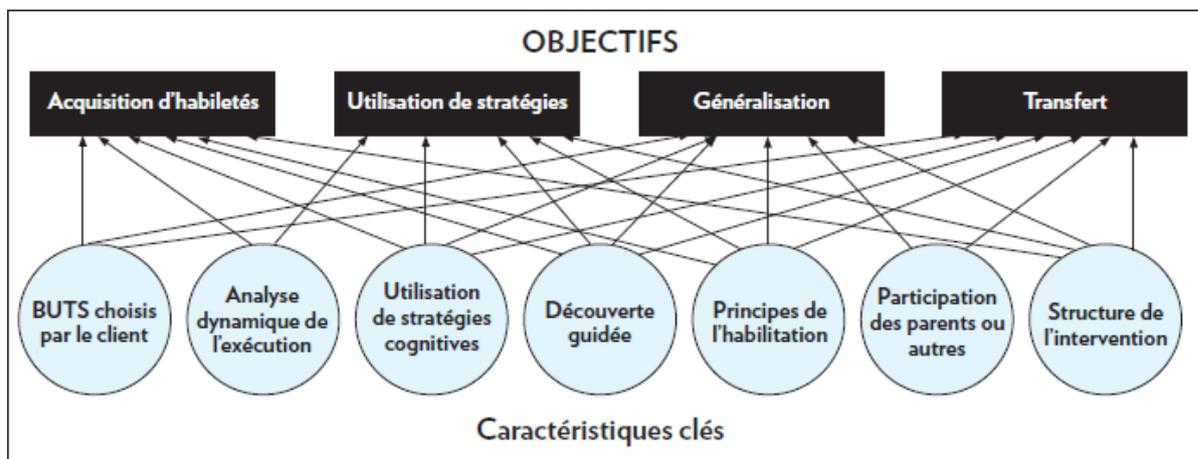 OBJECTIFS
Acquisition d'habiletés
Utilisation de stratégies
Généralisation
Transfert
BUTS choisis
par le client
Analyse
dynamique de
l'exécution
Utilisation
de stratégies
cognitives
Découverte
guidée
Principes de
l'habilitation
Participation
des parents ou
autres
Structure de
l'intervention
Caractéristiques clés